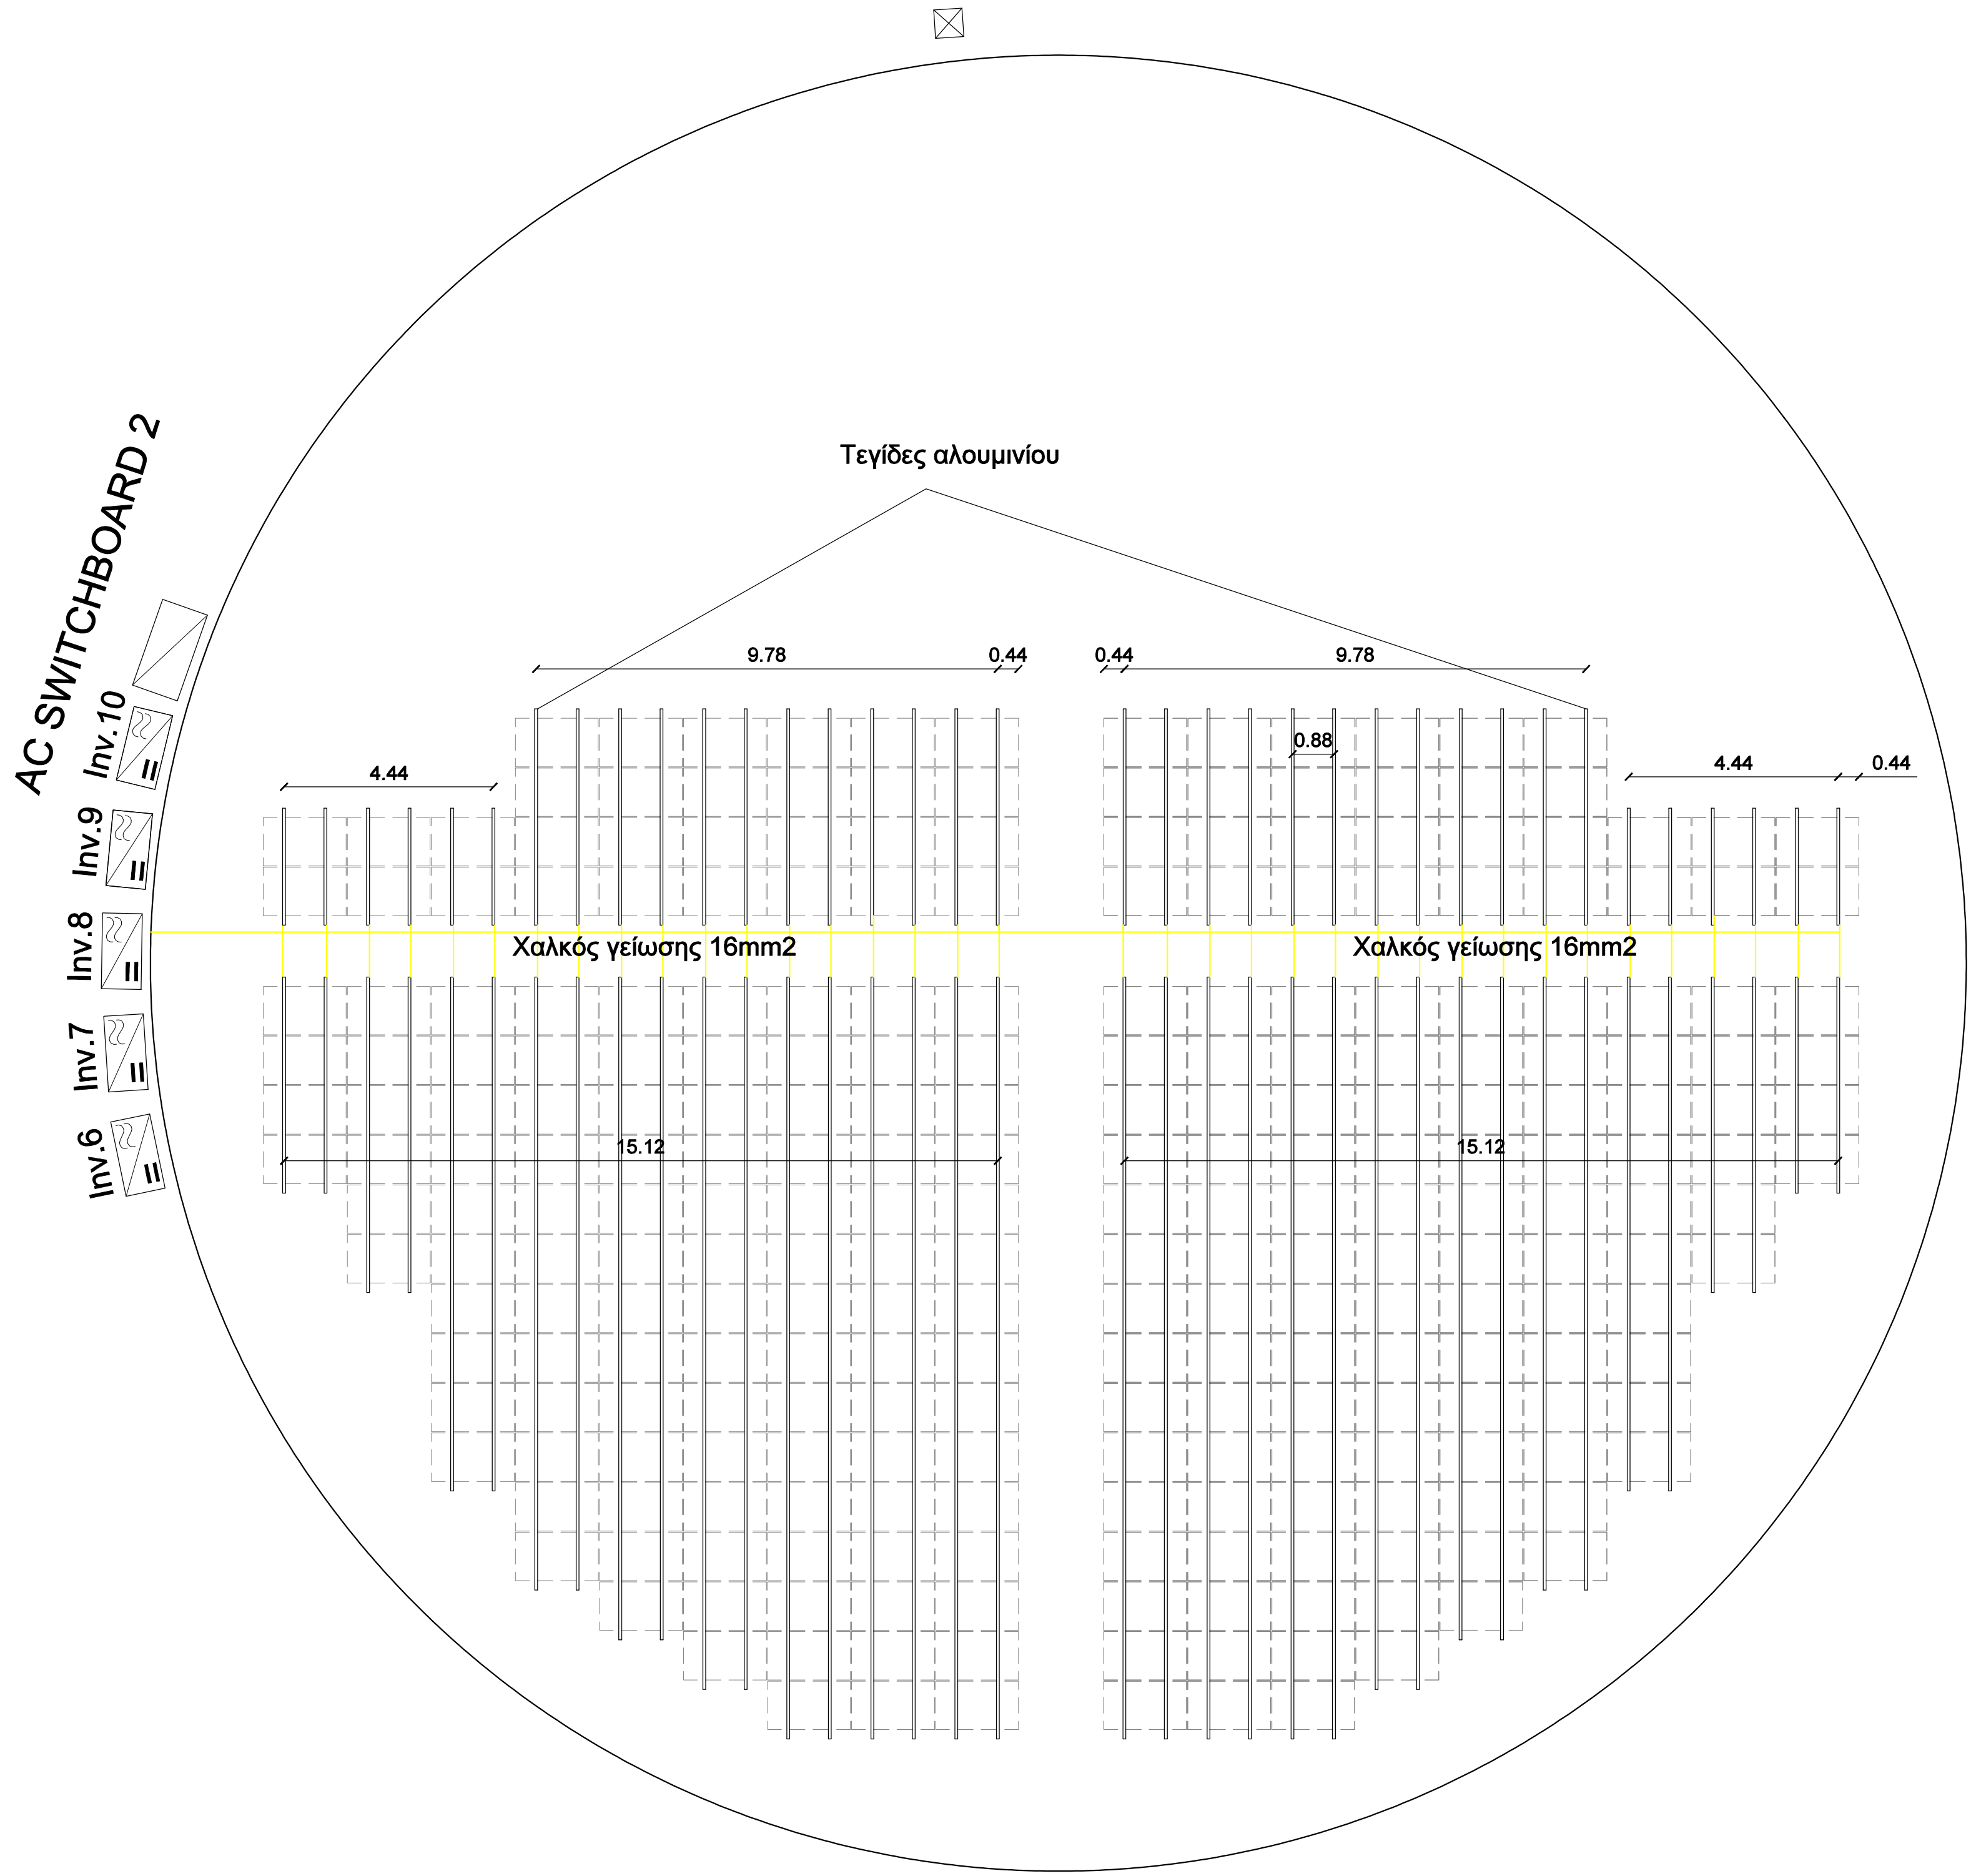 Τεγίδες αλουμινίου
AC SWITCHBOARD 2
9.78
0.44
0.44
9.78
Inv.10
0.88
4.44
4.44
0.44
Inv.9
Inv.8
Χαλκός γείωσης 16mm2
Χαλκός γείωσης 16mm2
Inv.7
Inv.6
15.12
15.12